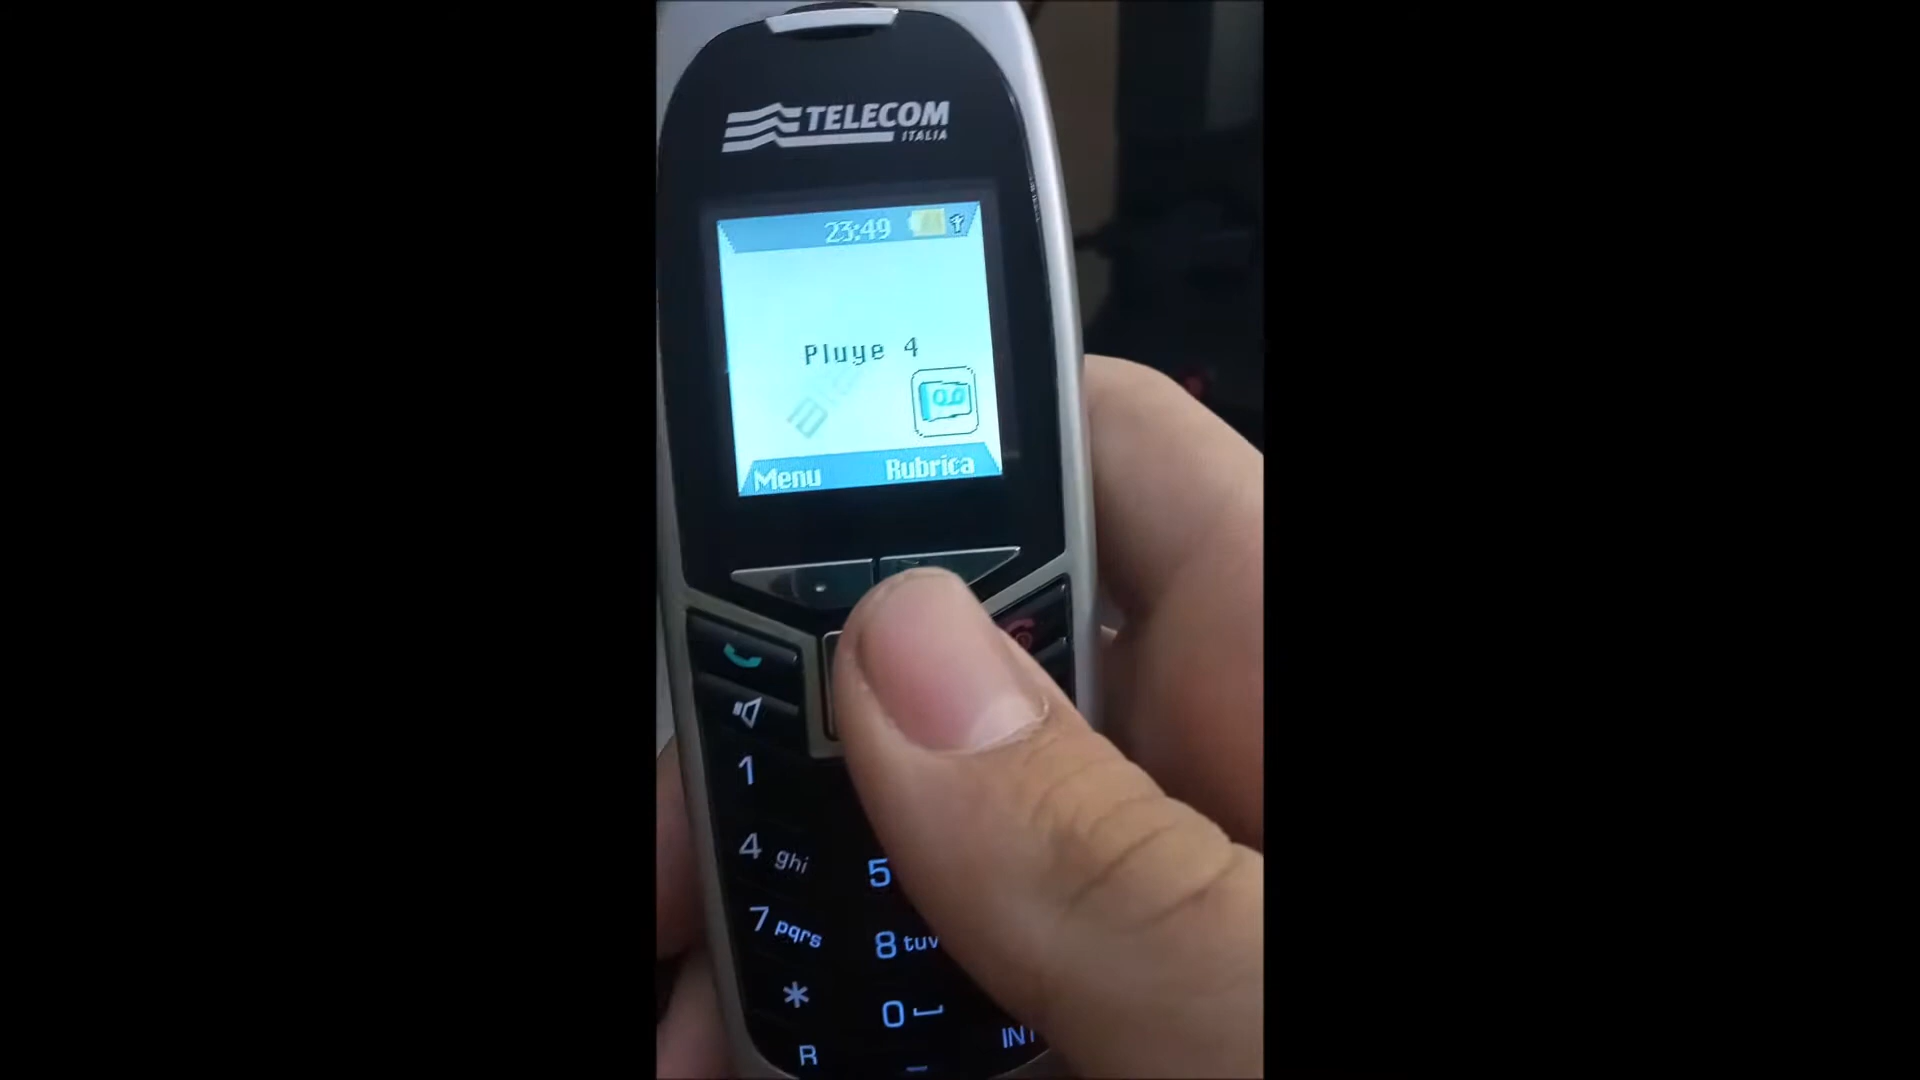 TELECOM
ITALIA
23:49
Pluye 4
Menu Rubrica
1
4 ghi 5
7 pqrs 8 tuv
* 0
R INT